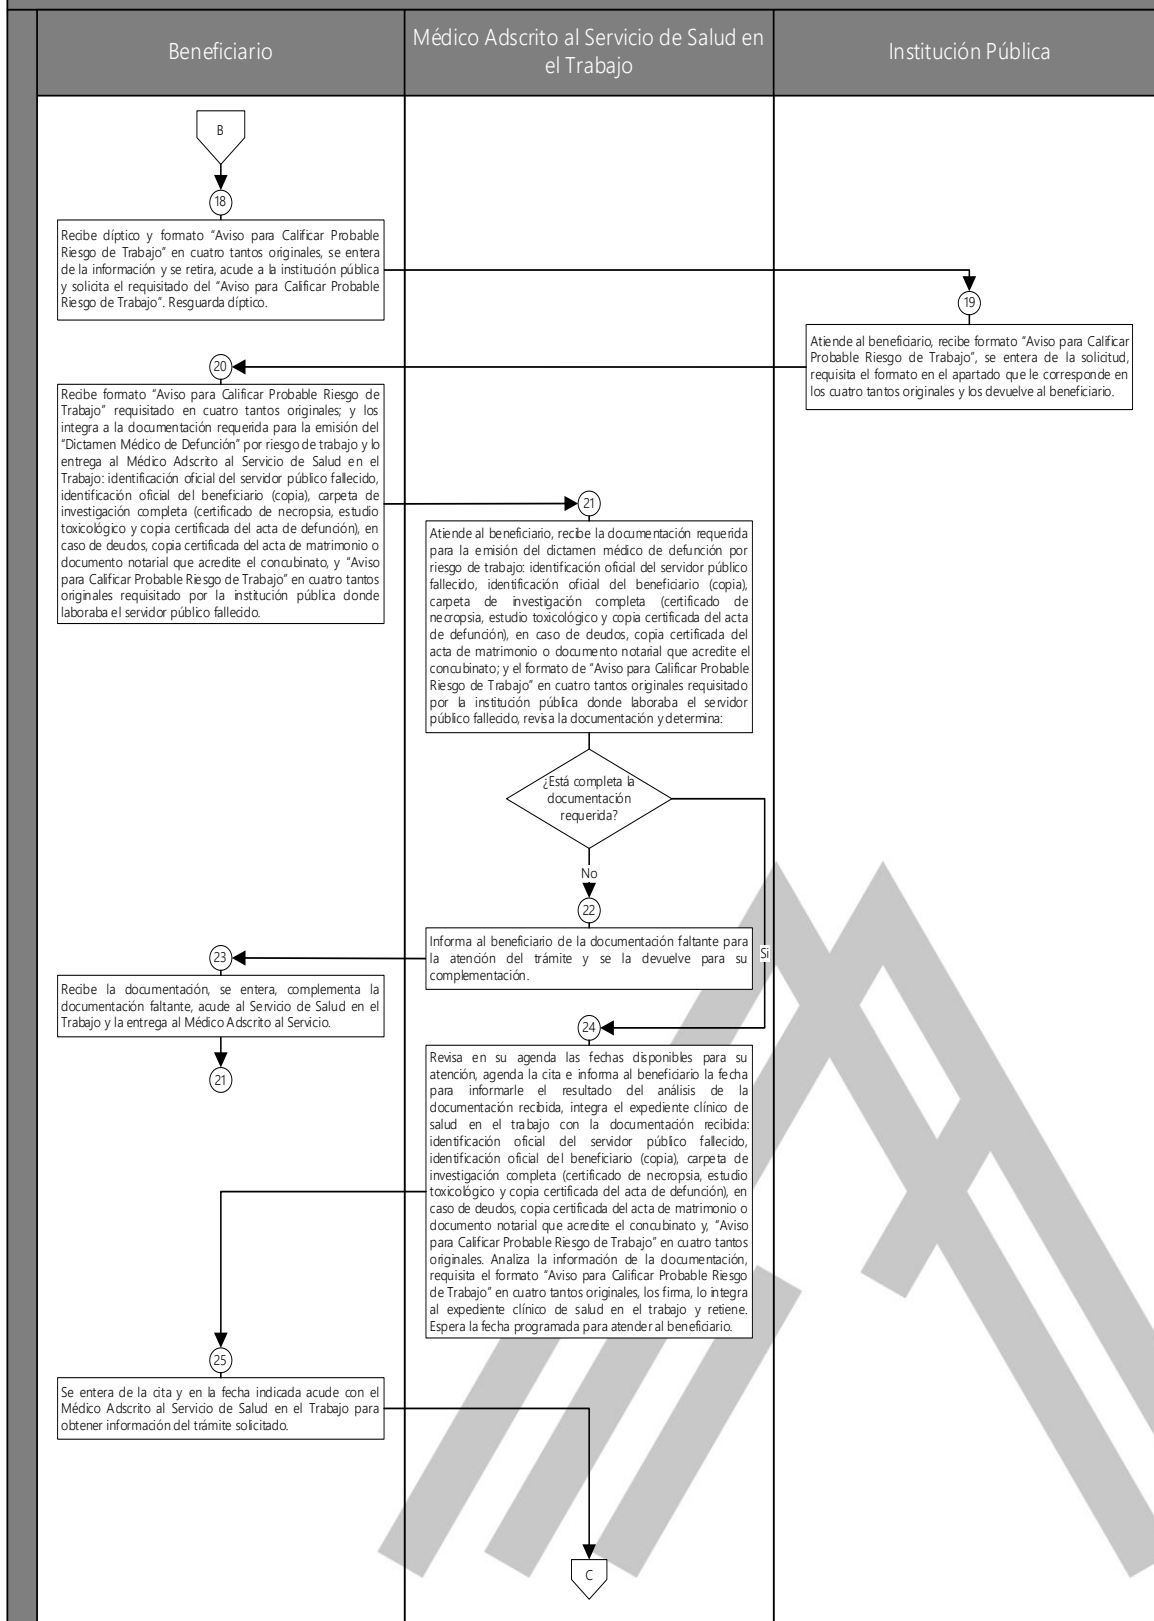 Beneficiario
Médico Adscrito al Servicio de Salud en
el Trabajo
Institución Pública
B
18
Recibe díptico y formato “Aviso para Calificar Probable
Riesgo de Trabajo” en cuatro tantos originales, se entera
de la información y se retira, acude a la institución pública
y solicita el requisitado del “Aviso para Calificar Probable
Riesgo de Trabajo”. Resguarda díptico.
19
Atiende al beneficiario, recibe formato “Aviso para Calificar
Probable Riesgo de Trabajo”, se entera de la solicitud,
requisita el formato en el apartado que le corresponde en
los cuatro tantos originales y los devuelve al beneficiario.
20
Recibe formato “Aviso para Calificar Probable Riesgo de
Trabajo” requisitado en cuatro tantos originales; y los
integra a la documentación requerida para la emisión del
“Dictamen Médico de Defunción” por riesgo de trabajo y lo
entrega al Médico Adscrito al Servicio de Salud en el
Trabajo: identificación oficial del servidor público fallecido,
identificación oficial del beneficiario (copia), carpeta de
investigación completa (certificado de necropsia, estudio
toxicológico y copia certificada del acta de defunción), en
caso de deudos, copia certificada del acta de matrimonio o
documento notarial que acredite el concubinato, y “Aviso
para Calificar Probable Riesgo de Trabajo” en cuatro tantos
originales requisitado por la institución pública donde
laboraba el servidor público fallecido.
21
Atiende al beneficiario, recibe la documentación requerida
para la emisión del dictamen médico de defunción por
riesgo de trabajo: identificación oficial del servidor público
fallecido, identificación oficial del beneficiario (copia),
carpeta de investigación completa (certificado de
necropsia, estudio toxicológico y copia certificada del acta
de defunción), en caso de deudos, copia certificada del
acta de matrimonio o documento notarial que acredite el
concubinato; y el formato de “Aviso para Calificar Probable
Riesgo de Trabajo” en cuatro tantos originales requisitado
por la institución pública donde laboraba el servidor
público fallecido, revisa la documentación y determina:
¿Está completa la
documentación
requerida?
No
Si
22
Informa al beneficiario de la documentación faltante para
la atención del trámite y se la devuelve para su
complementación.
23
Recibe la documentación, se entera, complementa la
documentación faltante, acude al Servicio de Salud en el
Trabajo y la entrega al Médico Adscrito al Servicio.
21
24
Revisa en su agenda las fechas disponibles para su
atención, agenda la cita e informa al beneficiario la fecha
para informarle el resultado del análisis de la
documentación recibida, integra el expediente clínico de
salud en el trabajo con la documentación recibida:
identificación oficial del servidor público fallecido,
identificación oficial del beneficiario (copia), carpeta de
investigación completa (certificado de necropsia, estudio
toxicológico y copia certificada del acta de defunción), en
caso de deudos, copia certificada del acta de matrimonio o
documento notarial que acredite el concubinato y, “Aviso
para Calificar Probable Riesgo de Trabajo” en cuatro tantos
originales. Analiza la información de la documentación,
requisita el formato “Aviso para Calificar Probable Riesgo
de Trabajo” en cuatro tantos originales, los firma, lo integra
al expediente clínico de salud en el trabajo y retiene.
Espera la fecha programada para atender al beneficiario.
25
Se entera de la cita y en la fecha indicada acude con el
Médico Adscrito al Servicio de Salud en el Trabajo para
obtener información del trámite solicitado.
C